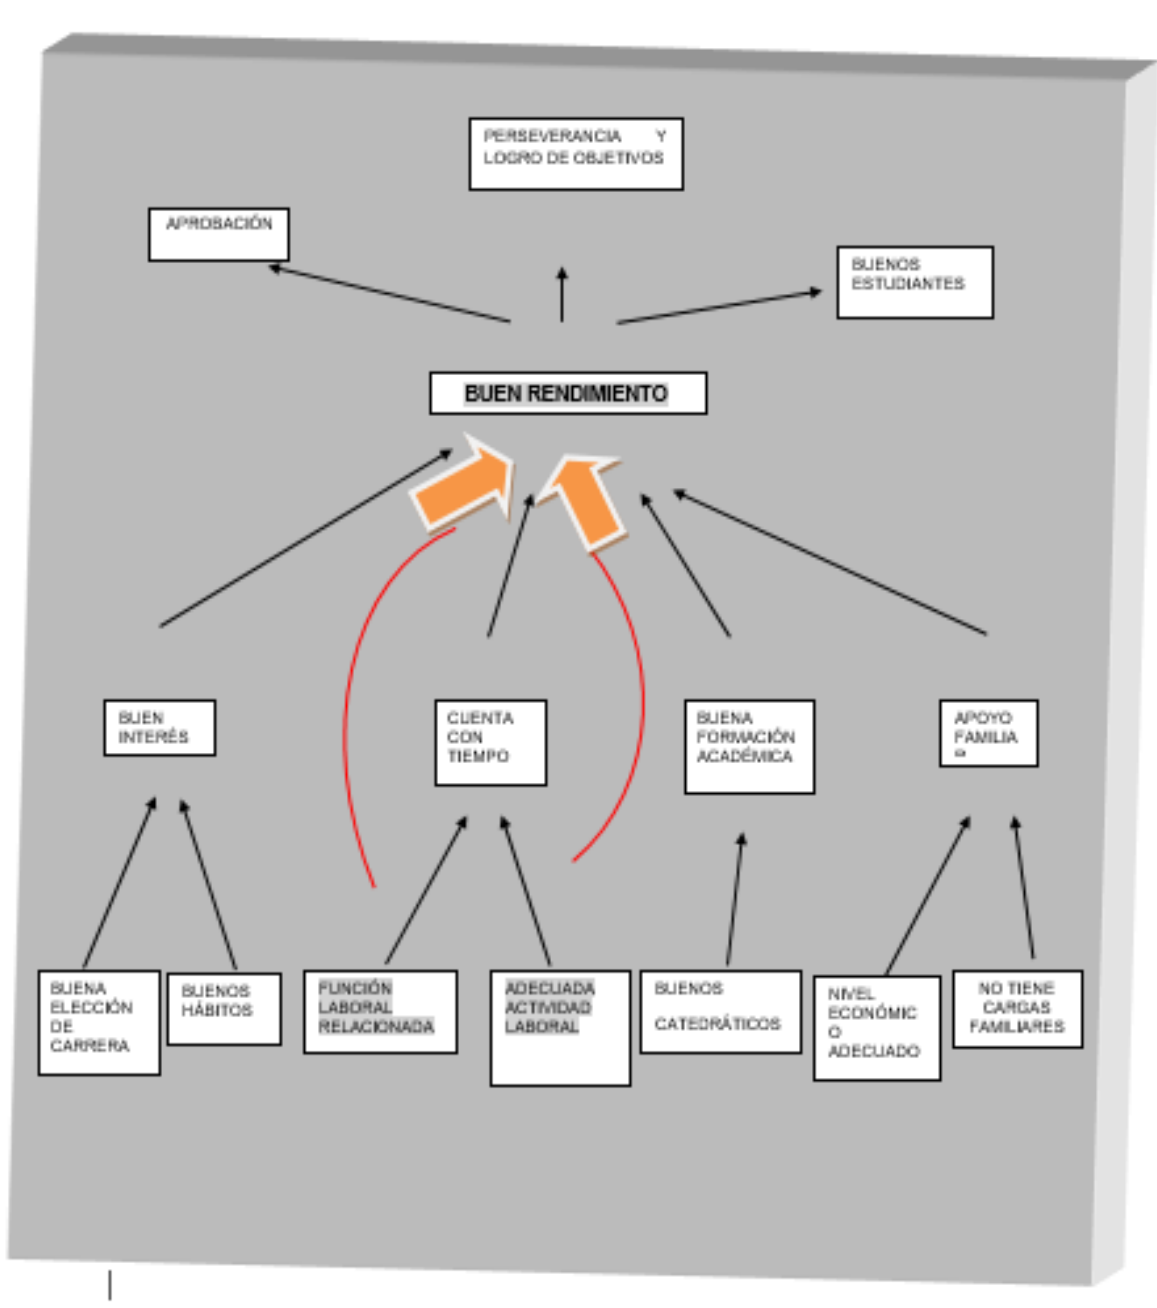 PERSEVERANCIA Y
LOGRO DE OBJETIVOS
APROBACIÓN
BUENOS
ESTUDIANTES
BUEN RENDIMIENTO
BUEN
INTERÉS
CUENTA
CON
TIEMPO
BUENA
FORMACIÓN
ACADÉMICA
APOYO
FAMILIA
BUENA
ELECCIÓN
DE
CARRERA
BUENOS
HÁBITOS
FUNCIÓN
LABORAL
RELACIONADA
ADECUADA
ACTIVIDAD
LABORAL
BUENOS
CATEDRÁTICOS
NIVEL
ECONÓMIC
O
ADECUADO
NO TIENE
CARGAS
FAMILIARES